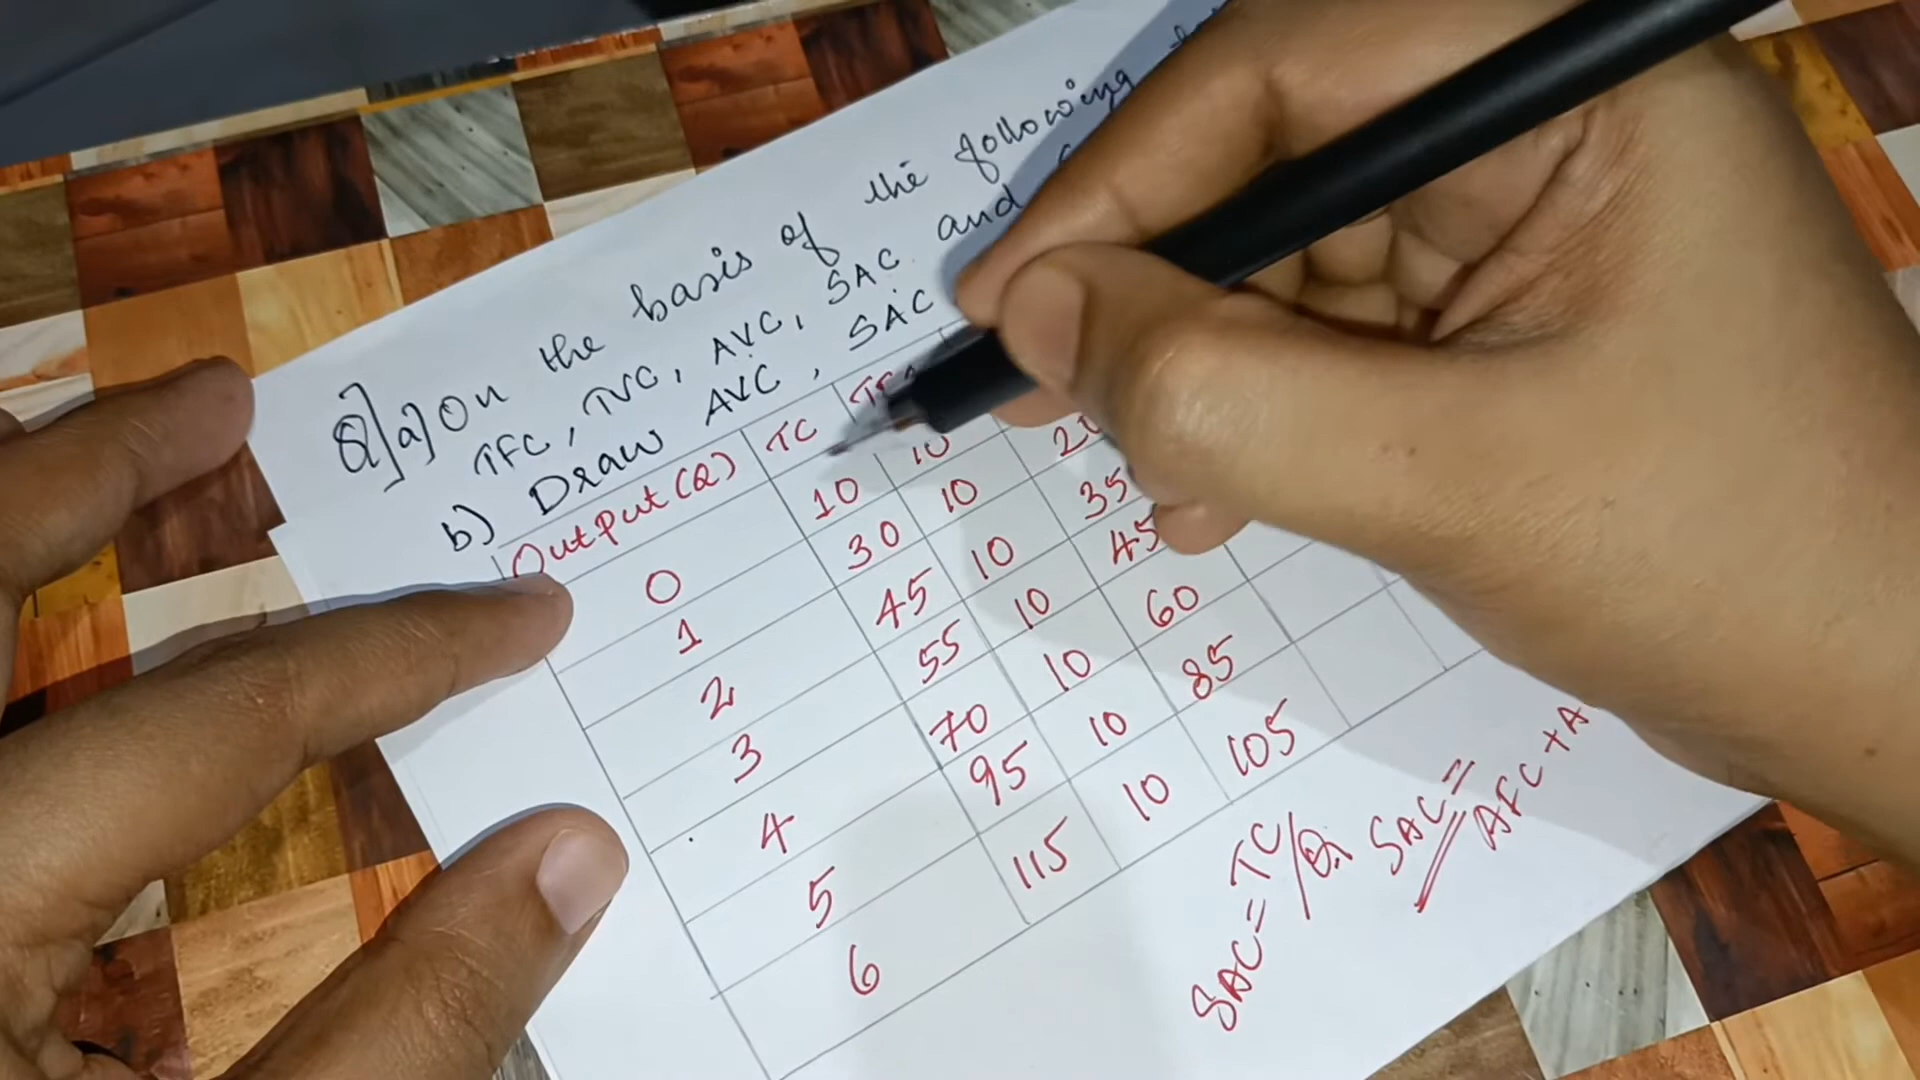 Q] a) On the basis of the following
TFC, TVC, AVC, SAC and
b) Draw AVC, SAC
Output (Q) TC
0 10 10
1 30 10 20
2 45 10 35
3 55 10 45
4 70 10 60
5 95 10 85
6 115 10 105
SAC = TC/Qi
SAC =
AFC + A